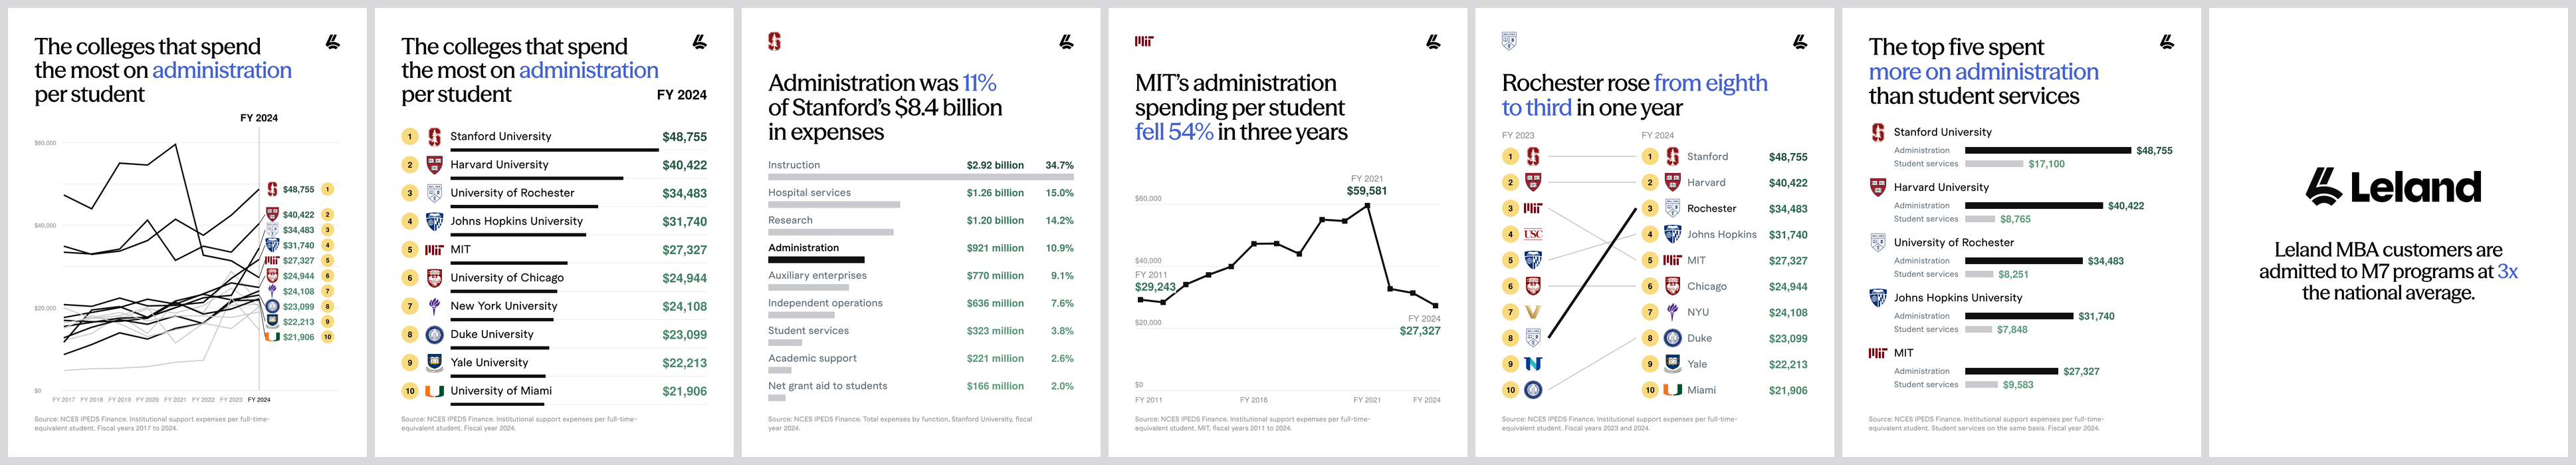 The colleges that spend
the most on administration
per student
FY 2024
$60,000
$40,000
$20,000
$0
$48,755 1
$40,422 2
$34,483 3
$31,740 4
$27,327 5
$24,944 6
$24,108 7
$23,099 8
$22,213 9
$21,906 10
FY 2017 FY 2018 FY 2019 FY 2020 FY 2021 FY 2022 FY 2023 FY 2024
Source: NCES IPEDS Finance. Institutional support expenses per full-time-
equivalent student. Fiscal years 2017 to 2024.
The colleges that spend
the most on administration
per student
FY 2024
1 Stanford University $48,755
2 Harvard University $40,422
3 University of Rochester $34,483
4 Johns Hopkins University $31,740
5 MIT $27,327
6 University of Chicago $24,944
7 New York University $24,108
8 Duke University $23,099
9 Yale University $22,213
10 University of Miami $21,906
Source: NCES IPEDS Finance. Institutional support expenses per full-time-
equivalent student. Fiscal year 2024.
Administration was 11%
of Stanford's $8.4 billion
in expenses
Instruction $2.92 billion 34.7%
Hospital services $1.26 billion 15.0%
Research $1.20 billion 14.2%
Administration $921 million 10.9%
Auxiliary enterprises $770 million 9.1%
Independent operations $636 million 7.6%
Student services $323 million 3.8%
Academic support $221 million 2.6%
Net grant aid to students $166 million 2.0%
Source: NCES IPEDS Finance. Total expenses by function, Stanford University, fiscal
year 2024.
MIT
MIT's administration
spending per student
fell 54% in three years
FY 2021
$59,581
$60,000
$40,000
FY 2011
$29,243
$20,000
FY 2024
$27,327
$0
FY 2011 FY 2016 FY 2021 FY 2024
Source: NCES IPEDS Finance. Institutional support expenses per full-time-
equivalent student. MIT, fiscal years 2011 to 2024.
Rochester rose from eighth
to third in one year
FY 2023 FY 2024
1 1 Stanford $48,755
2 2 Harvard $40,422
3 MIT 3 Rochester $34,483
4 USC 4 Johns Hopkins $31,740
5 5 MIT MIT $27,327
6 6 Chicago $24,944
7 7 NYU $24,108
8 8 Duke $23,099
9 9 Yale $22,213
10 10 Miami $21,906
Source: NCES IPEDS Finance. Institutional support expenses per full-time-
equivalent student. Fiscal years 2023 and 2024.
The top five spent
more on administration
than student services
Stanford University
Administration $48,755
Student services $17,100
Harvard University
Administration $40,422
Student services $8,765
University of Rochester
Administration $34,483
Student services $8,251
Johns Hopkins University
Administration $31,740
Student services $7,848
MIT MIT
Administration $27,327
Student services $9,583
Source: NCES IPEDS Finance. Institutional support expenses per full-time-
equivalent student. Student services on the same basis. Fiscal year 2024.
Leland
Leland MBA customers are
admitted to M7 programs at 3x
the national average.